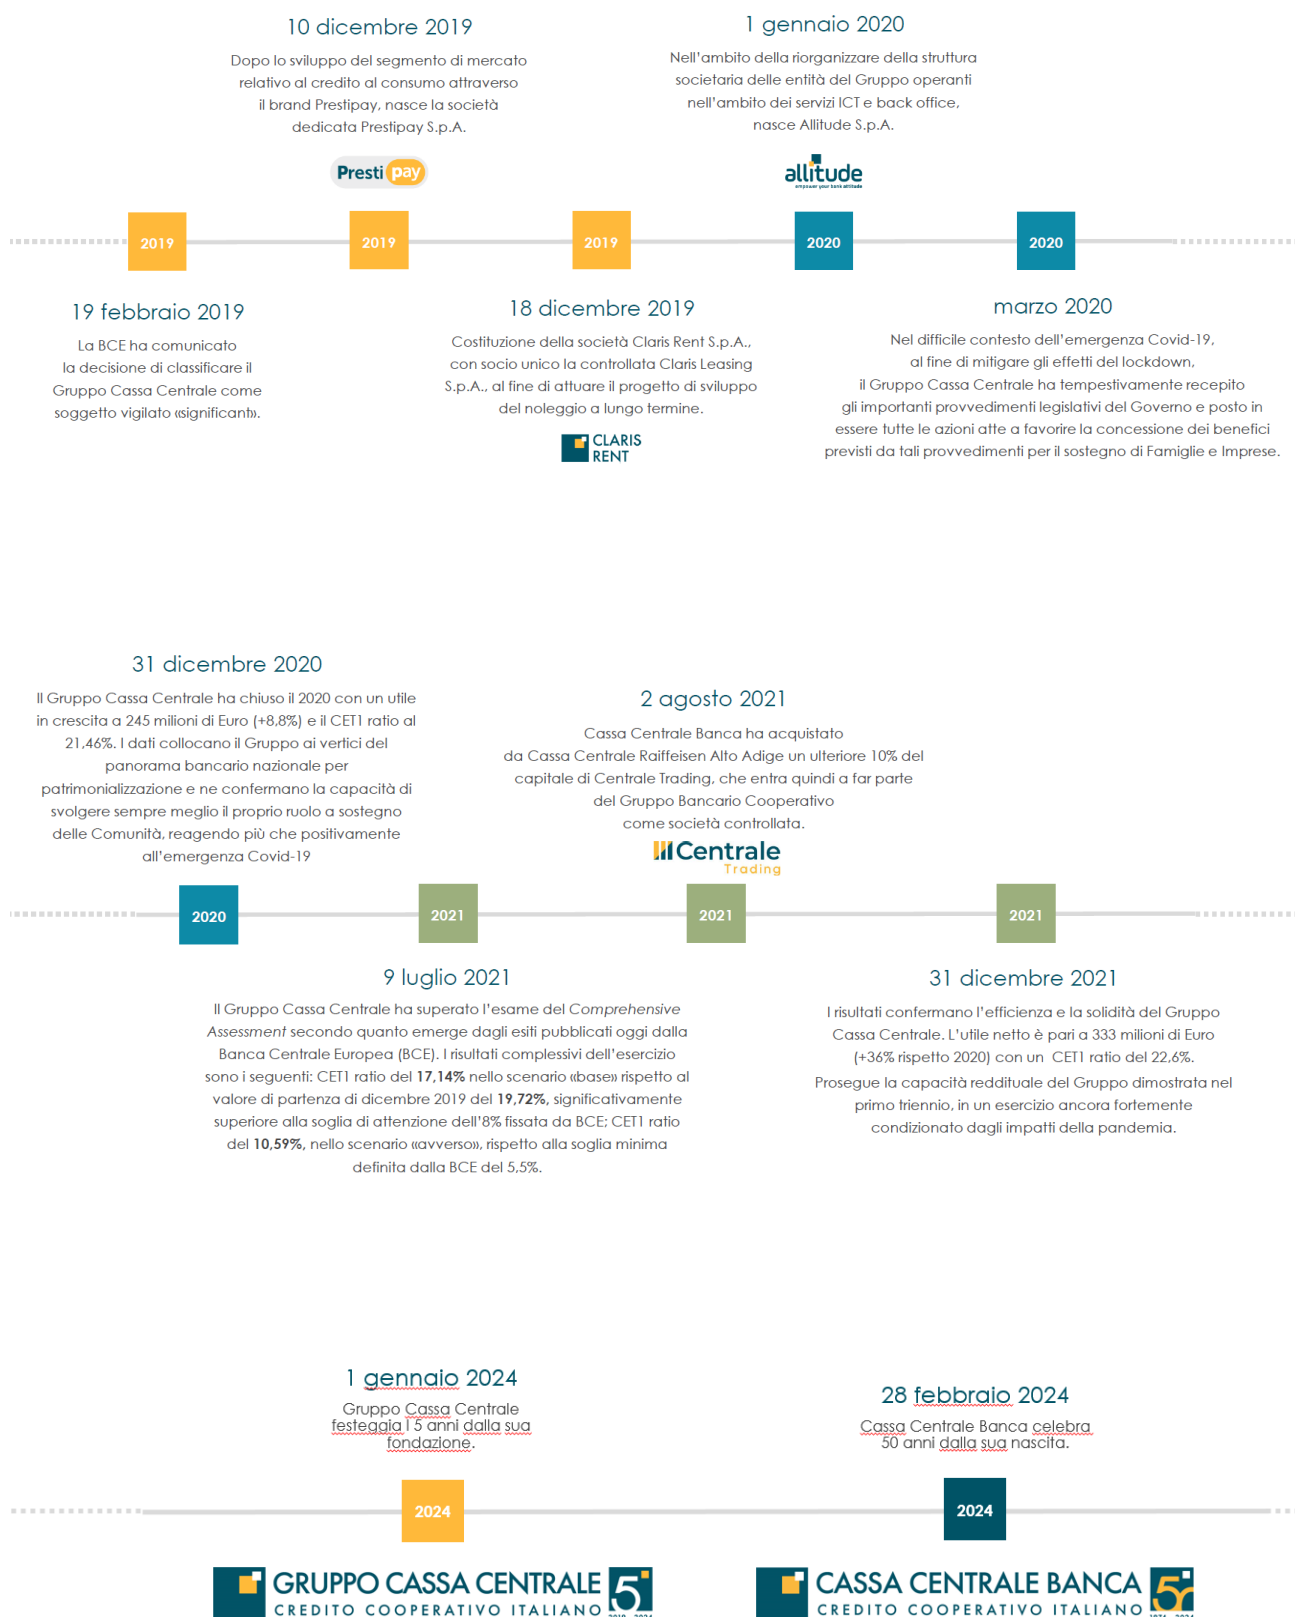 10 dicembre 2019
Dopo lo sviluppo del segmento di mercato
relativo al credito al consumo attraverso
il brand Prestipay, nasce la società
dedicata Prestipay S.p.A.
Presti pay
1 gennaio 2020
Nell'ambito della riorganizzare della struttura
societaria delle entità del Gruppo operanti
nell'ambito dei servizi ICT e back office,
nasce Allitude S.p.A.
allitude
empower your bank attitude
2019
2019
2019
2020
2020
19 febbraio 2019
La BCE ha comunicato
la decisione di classificare il
Gruppo Cassa Centrale come
soggetto vigilato «significant».
18 dicembre 2019
Costituzione della società Claris Rent S.p.A.,
con socio unico la controllata Claris Leasing
S.p.A., al fine di attuare il progetto di sviluppo
del noleggio a lungo termine.
CLARIS
RENT
marzo 2020
Nel difficile contesto dell'emergenza Covid-19,
al fine di mitigare gli effetti del lockdown,
il Gruppo Cassa Centrale ha tempestivamente recepito
gli importanti provvedimenti legislativi del Governo e posto in
essere tutte le azioni atte a favorire la concessione dei benefici
previsti da tali provvedimenti per il sostegno di Famiglie e Imprese.
31 dicembre 2020
Il Gruppo Cassa Centrale ha chiuso il 2020 con un utile
in crescita a 245 milioni di Euro (+8,8%) e il CET1 ratio al
21,46%. I dati collocano il Gruppo ai vertici del
panorama bancario nazionale per
patrimonializzazione e ne confermano la capacità di
svolgere sempre meglio il proprio ruolo a sostegno
delle Comunità, reagendo più che positivamente
all'emergenza Covid-19
2 agosto 2021
Cassa Centrale Banca ha acquistato
da Cassa Centrale Raiffeisen Alto Adige un ulteriore 10% del
capitale di Centrale Trading, che entra quindi a far parte
del Gruppo Bancario Cooperativo
come società controllata.
Centrale
Trading
2020
2021
2021
2021
9 luglio 2021
Il Gruppo Cassa Centrale ha superato l'esame del Comprehensive
Assessment secondo quanto emerge dagli esiti pubblicati oggi dalla
Banca Centrale Europea (BCE). I risultati complessivi dell'esercizio
sono i seguenti: CET1 ratio del 17,14% nello scenario «base» rispetto al
valore di partenza di dicembre 2019 del 19,72%, significativamente
superiore alla soglia di attenzione dell'8% fissata da BCE; CET1 ratio
del 10,59%, nello scenario «avverso», rispetto alla soglia minima
definita dalla BCE del 5,5%.
31 dicembre 2021
I risultati confermano l'efficienza e la solidità del Gruppo
Cassa Centrale. L'utile netto è pari a 333 milioni di Euro
(+36% rispetto 2020) con un CET1 ratio del 22,6%.
Prosegue la capacità reddituale del Gruppo dimostrata nel
primo triennio, in un esercizio ancora fortemente
condizionato dagli impatti della pandemia.
1 gennaio 2024
Gruppo Cassa Centrale
festeggia I 5 anni dalla sua
fondazione.
28 febbraio 2024
Cassa Centrale Banca celebra
50 anni dalla sua nascita.
2024
2024
GRUPPO CASSA CENTRALE 5
CREDITO COOPERATIVO ITALIANO
CASSA CENTRALE BANCA 50
CREDITO COOPERATIVO ITALIANO